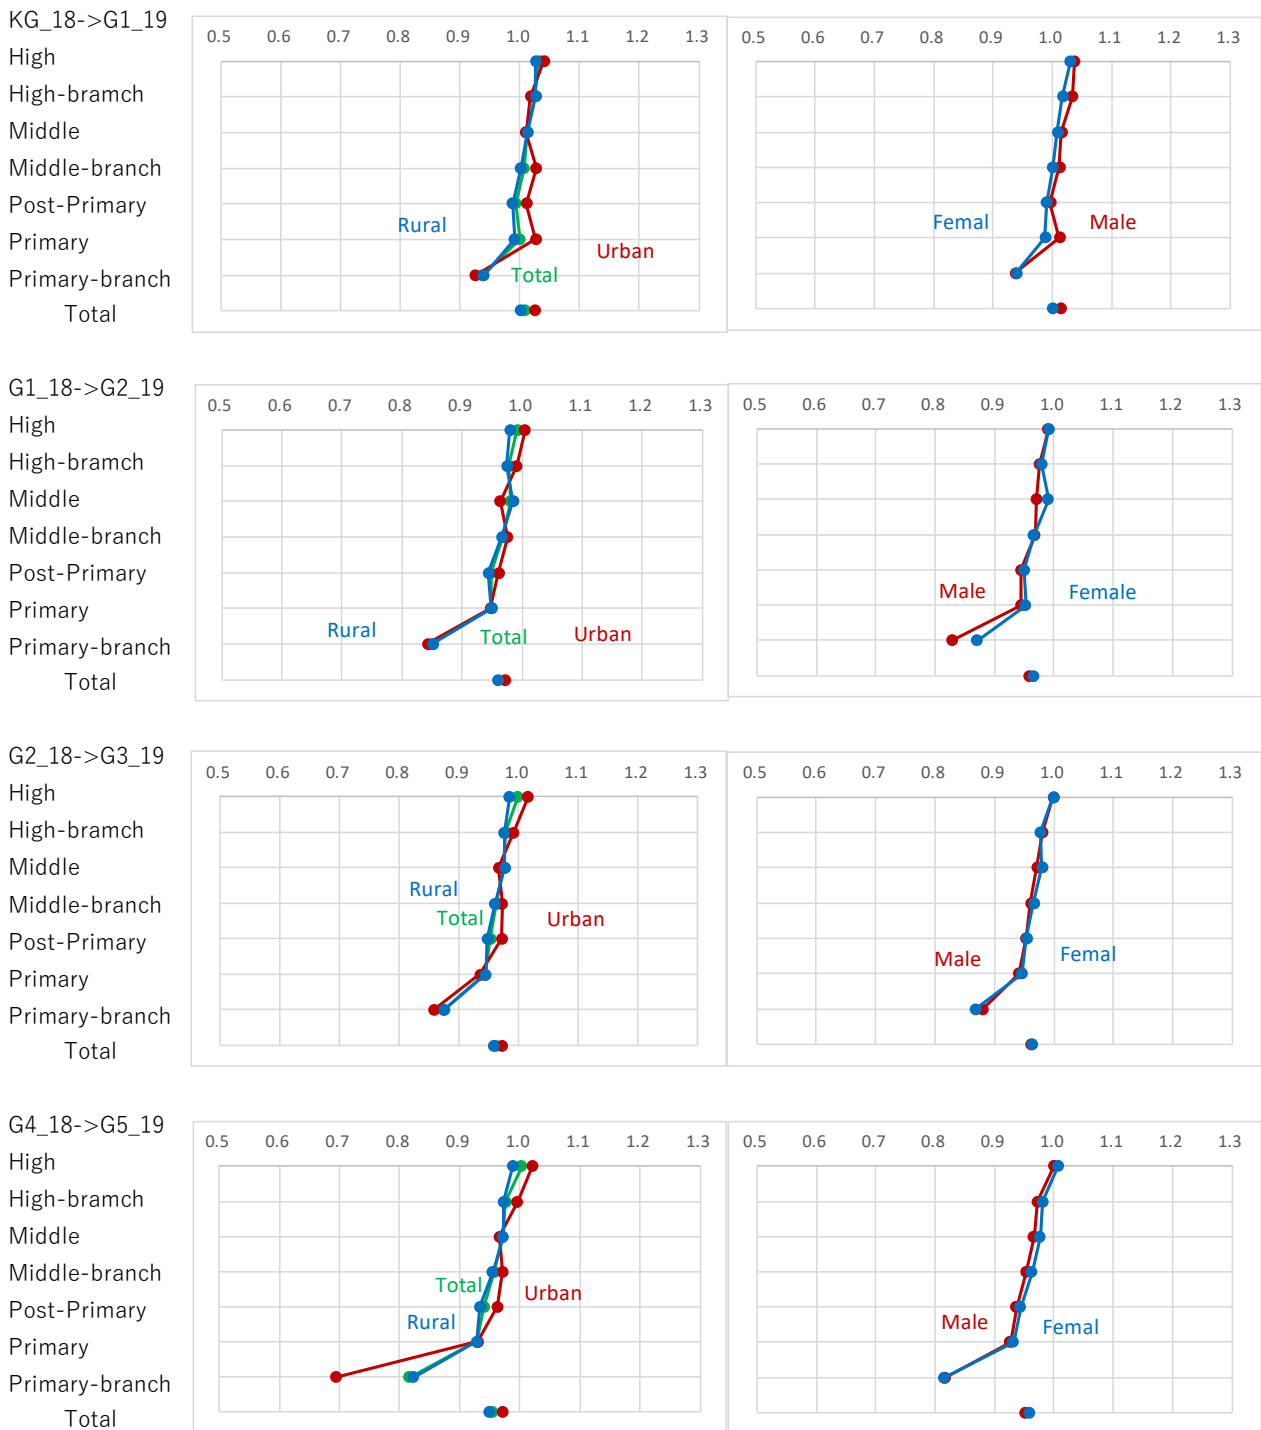 KG_18->G1_19
0.5 0.6 0.7 0.8 0.9 1.0 1.1 1.2 1.3
0.5 0.6 0.7 0.8 0.9 1.0 1.1 1.2 1.3
High
High-bramch
Middle
Middle-branch
Post-Primary
Rural
Femal
Male
Primary
Urban
Primary-branch
Total
Total
G1_18->G2_19
0.5 0.6 0.7 0.8 0.9 1.0 1.1 1.2 1.3
0.5 0.6 0.7 0.8 0.9 1.0 1.1 1.2 1.3
High
High-bramch
Middle
Middle-branch
Post-Primary
Male
Female
Primary
Rural
Total
Urban
Primary-branch
Total
G2_18->G3_19
0.5 0.6 0.7 0.8 0.9 1.0 1.1 1.2 1.3
0.5 0.6 0.7 0.8 0.9 1.0 1.1 1.2 1.3
High
High-bramch
Middle
Rural
Middle-branch
Total
Urban
Post-Primary
Male
Femal
Primary
Primary-branch
Total
G4_18->G5_19
0.5 0.6 0.7 0.8 0.9 1.0 1.1 1.2 1.3
0.5 0.6 0.7 0.8 0.9 1.0 1.1 1.2 1.3
High
High-bramch
Middle
Middle-branch
Total
Urban
Post-Primary
Rural
Male
Femal
Primary
Primary-branch
Total